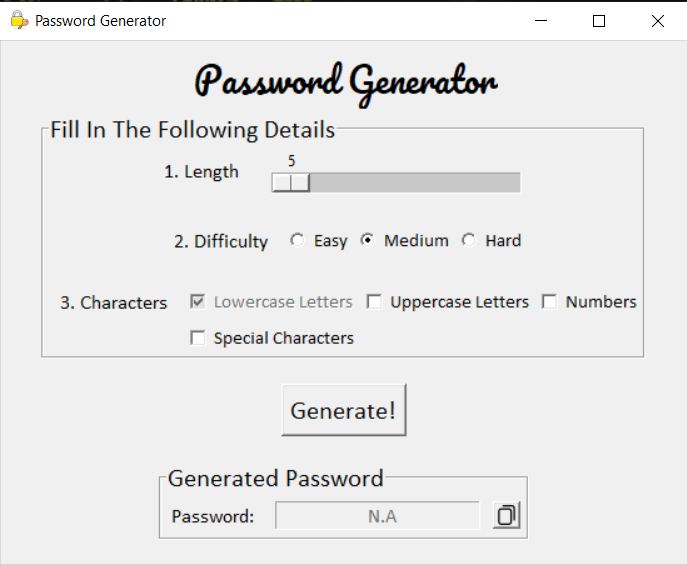 Password Generator
Password Generator
Fill In The Following Details
5
1. Length
2. Difficulty Easy Medium Hard
3. Characters Lowercase Letters Uppercase Letters Numbers
Special Characters
Generate!
Generated Password
Password: N.A